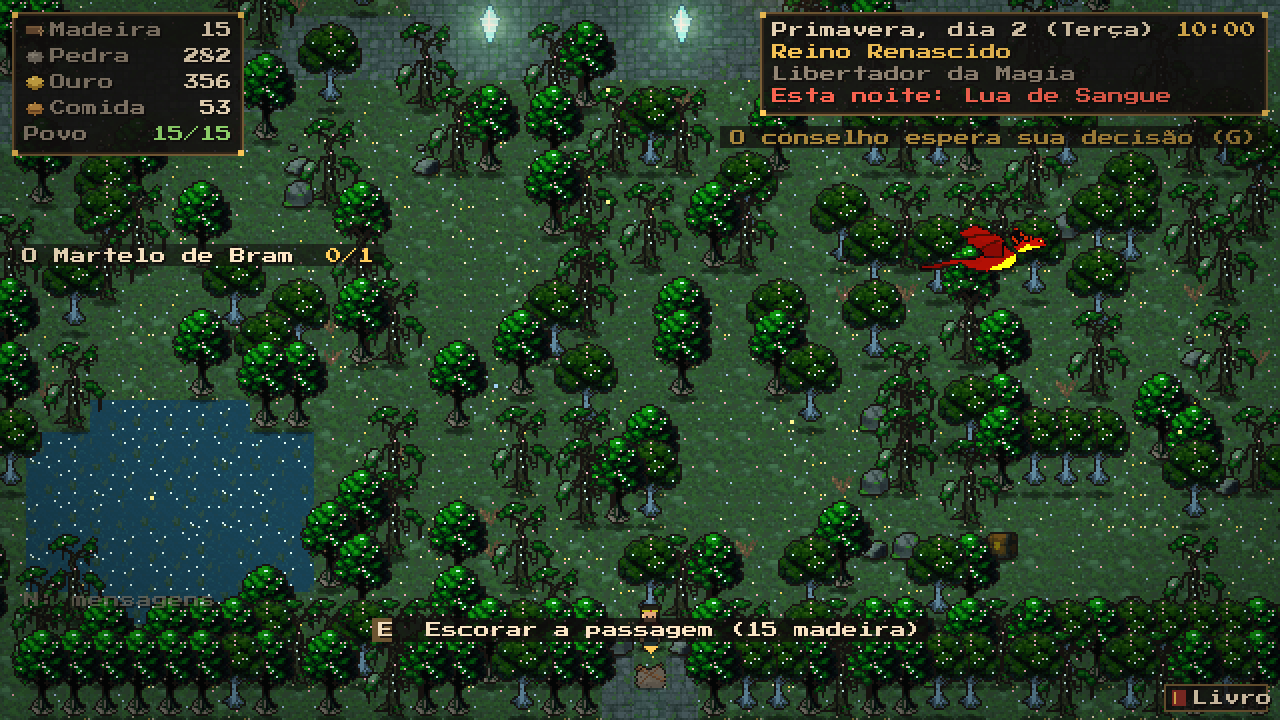 Madeira 15
Pedra 282
Ouro 356
Comida 53
Povo 15/15
Primavera, dia 2 (Terça) 10:00
Reino Renascido
Libertador da Magia
Esta noite: Lua de Sangue
O conselho espera sua decisão (G)
O Martelo de Bram 0/1
N: mensagens
E Escorar a passagem (15 madeira)
Livro